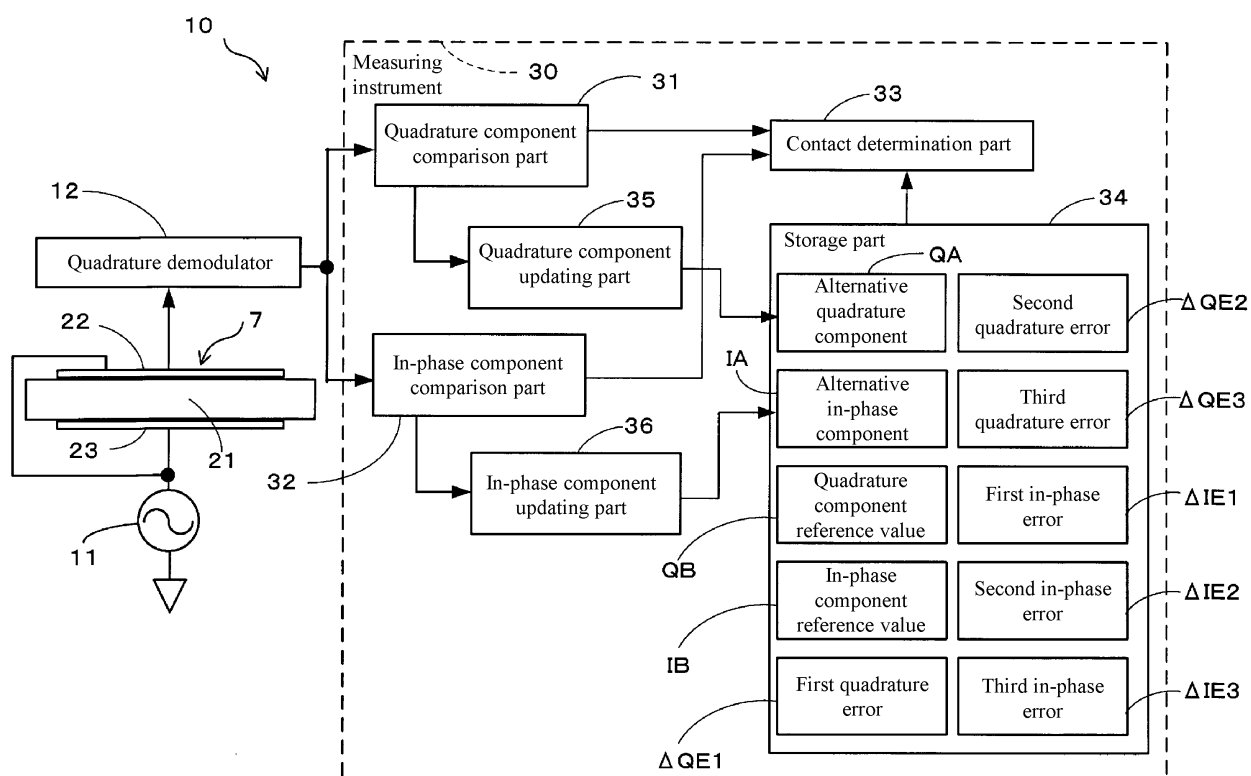 10
Measuring
instrument
30
31
Quadrature component
comparison part
33
Contact determination part
12
Quadrature demodulator
35
Quadrature component
updating part
34
Storage part
QA
Alternative
quadrature
component
Second
quadrature error
ΔQE2
22
7
In-phase component
comparison part
IA
Alternative
in-phase
component
Third
quadrature error
ΔQE3
23
21
32
36
In-phase component
updating part
Quadrature
component
reference value
First in-phase
error
ΔIE1
11
QB
In-phase
component
reference value
Second in-phase
error
ΔIE2
IB
First quadrature
error
Third in-phase
error
ΔIE3
ΔQE1